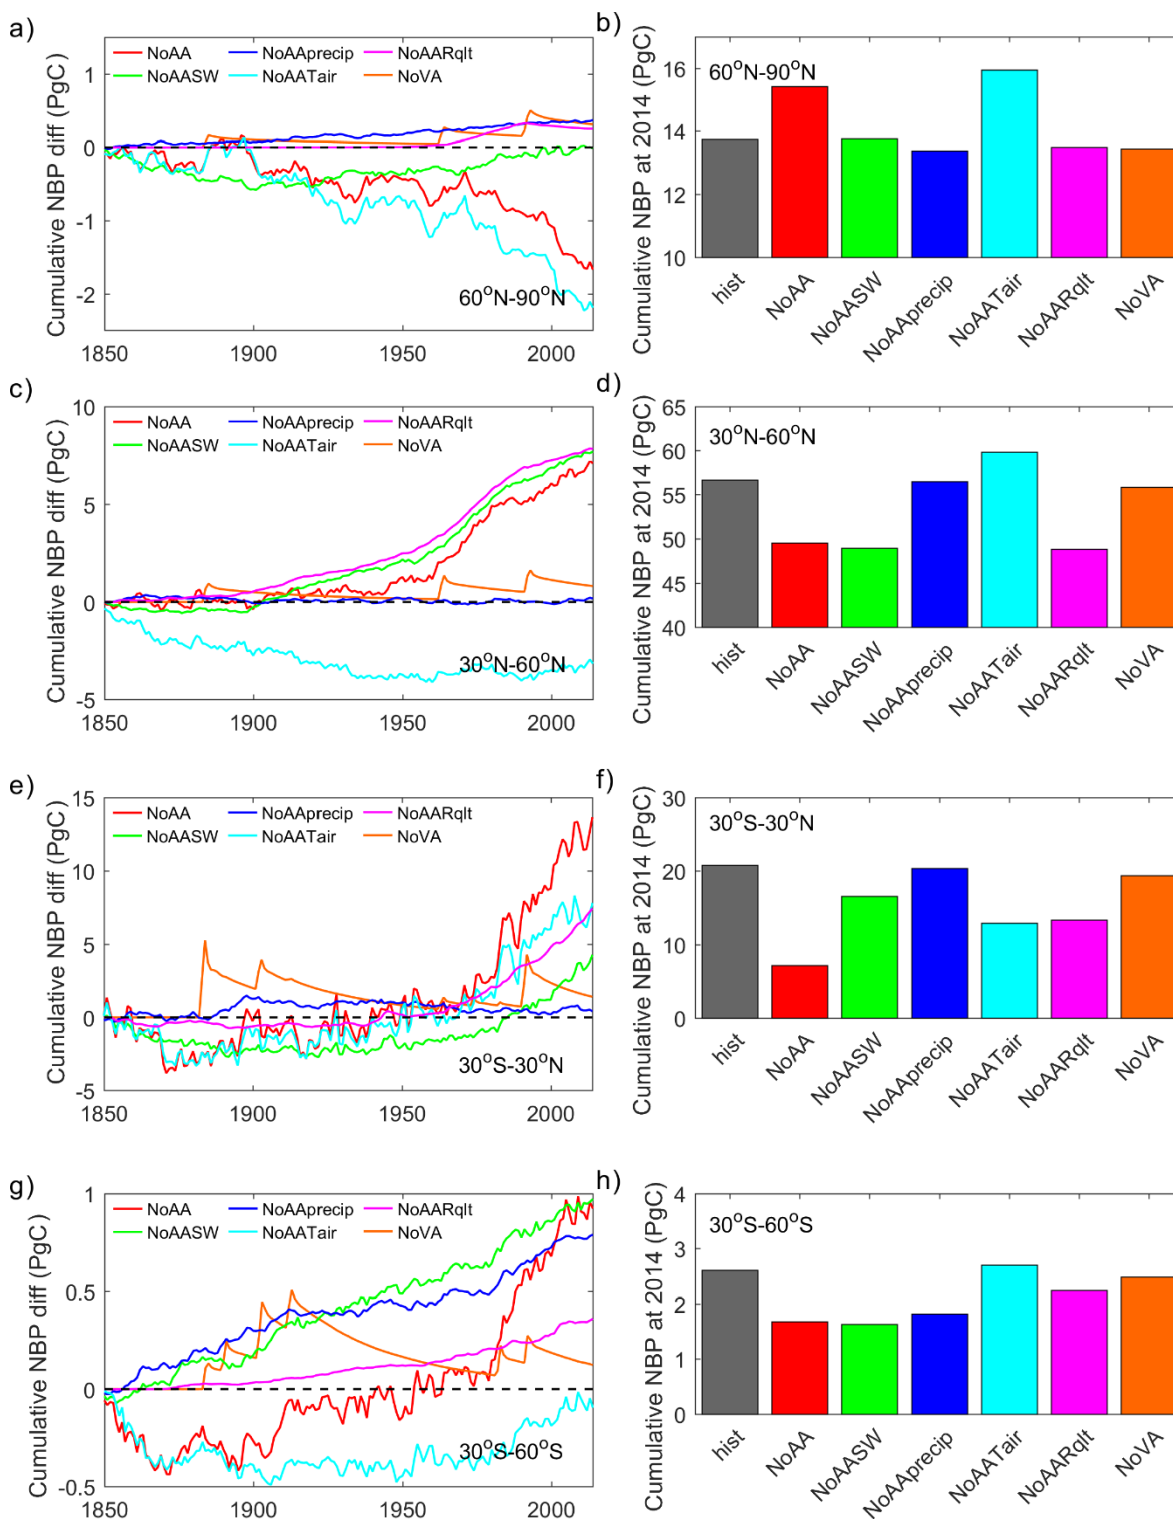 a)
Cumulative NBP diff (PgC)
NoAA NoAAprecip NoAARqlt
NoAASW NoAATair NoVA
1
0
-1
-2
60°N-90°N
1850 1900 1950 2000
b)
Cumulative NBP at 2014 (PgC)
60°N-90°N
16
14
12
10
hist NoAA NoAASW NoAAprecip NoAATair NoAARqlt NoVA
c)
Cumulative NBP diff (PgC)
10
NoAA NoAAprecip NoAARqlt
NoAASW NoAATair NoVA
5
0
-5
30°N-60°N
1850 1900 1950 2000
d)
Cumulative NBP at 2014 (PgC)
65
30°N-60°N
60
55
50
45
40
hist NoAA NoAASW NoAAprecip NoAATair NoAARqlt NoVA
e)
Cumulative NBP diff (PgC)
15
NoAA NoAAprecip NoAARqlt
NoAASW NoAATair NoVA
10
5
0
-5
30°S-30°N
1850 1900 1950 2000
f)
Cumulative NBP at 2014 (PgC)
30
30°S-30°N
20
10
0
hist NoAA NoAASW NoAAprecip NoAATair NoAARqlt NoVA
g)
Cumulative NBP diff (PgC)
1
NoAA NoAAprecip NoAARqlt
NoAASW NoAATair NoVA
0.5
0
-0.5
30°S-60°S
1850 1900 1950 2000
h)
Cumulative NBP at 2014 (PgC)
4
30°S-60°S
3
2
1
0
hist NoAA NoAASW NoAAprecip NoAATair NoAARqlt NoVA